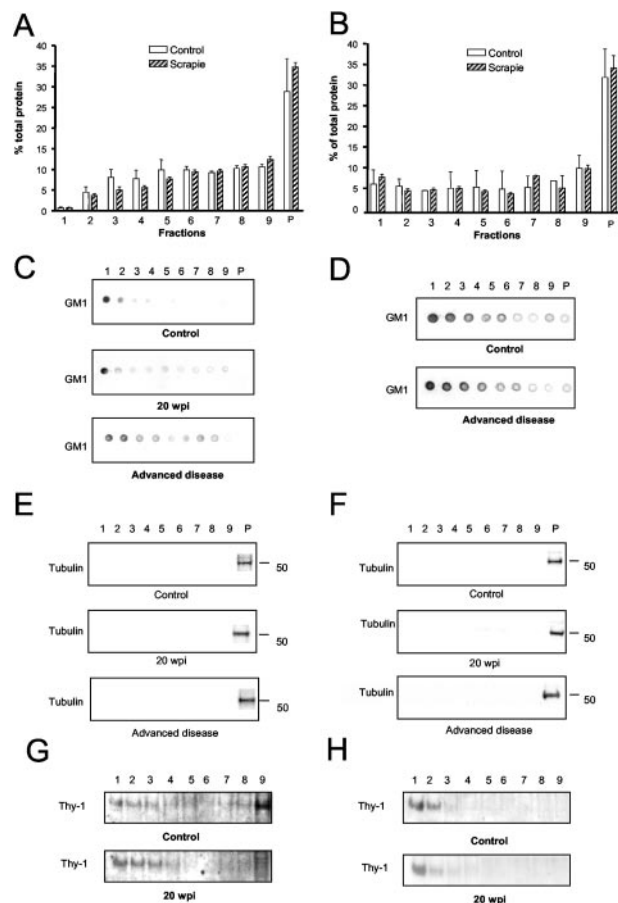 A
B
Control
Scrapie
Control
Scrapie
% total protein
40
35
30
25
20
15
10
5
0
1 2 3 4 5 6 7 8 9 P
Fractions
% of total protein
40
35
30
25
20
15
10
5
0
1 2 3 4 5 6 7 8 9 P
Fractions
C
1 2 3 4 5 6 7 8 9 P
GM1
Control
GM1
20 wpi
GM1
Advanced disease
D
1 2 3 4 5 6 7 8 9 P
GM1
Control
GM1
Advanced disease
E
1 2 3 4 5 6 7 8 9 P
Tubulin
50
Control
Tubulin
50
20 wpi
Tubulin
50
Advanced disease
F
1 2 3 4 5 6 7 8 9 P
Tubulin
50
Control
Tubulin
50
20 wpi
Tubulin
50
Advanced disease
G
1 2 3 4 5 6 7 8 9
Thy-1
Control
Thy-1
20 wpi
H
1 2 3 4 5 6 7 8 9
Thy-1
Control
Thy-1
20 wpi